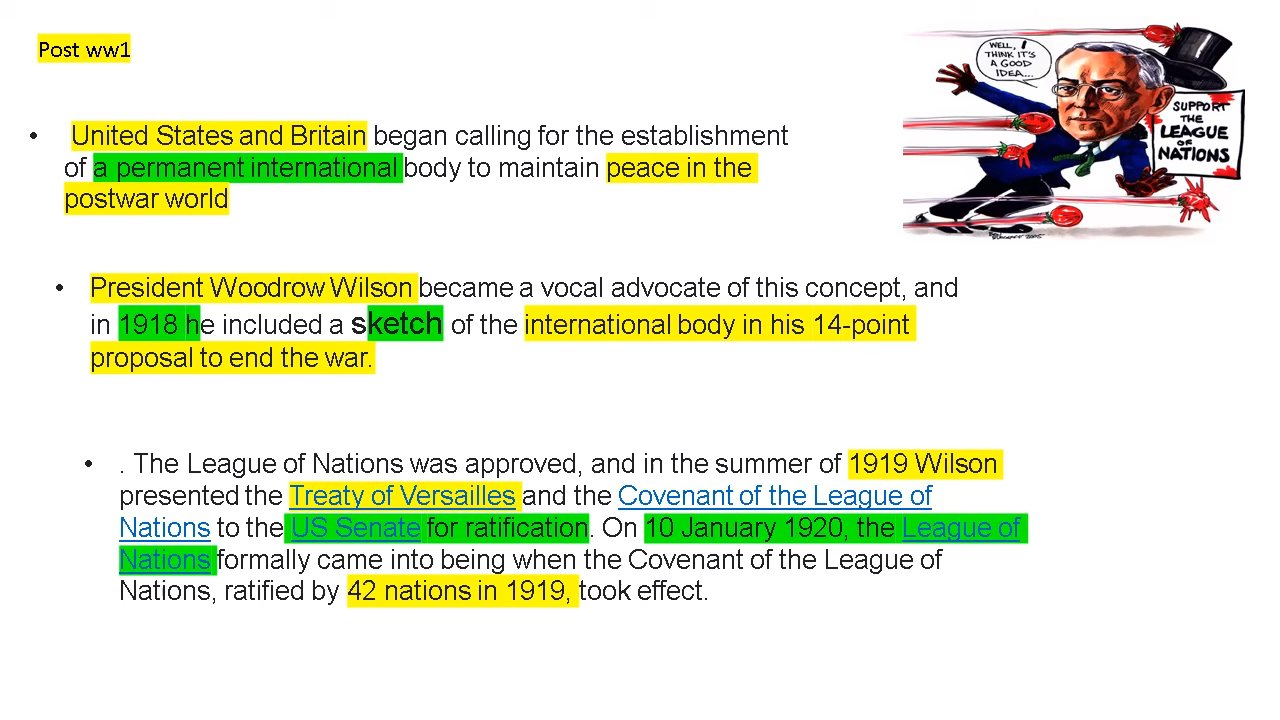 Post ww1
WELL, I
THINK IT'S
A GOOD
IDEA...
SUPPORT
THE
LEAGUE
OF
NATIONS
• United States and Britain began calling for the establishment
of a permanent international body to maintain peace in the
postwar world
• President Woodrow Wilson became a vocal advocate of this concept, and
in 1918 he included a sketch of the international body in his 14-point
proposal to end the war.
• . The League of Nations was approved, and in the summer of 1919 Wilson
presented the Treaty of Versailles and the Covenant of the League of
Nations to the US Senate for ratification. On 10 January 1920, the League of
Nations formally came into being when the Covenant of the League of
Nations, ratified by 42 nations in 1919, took effect.